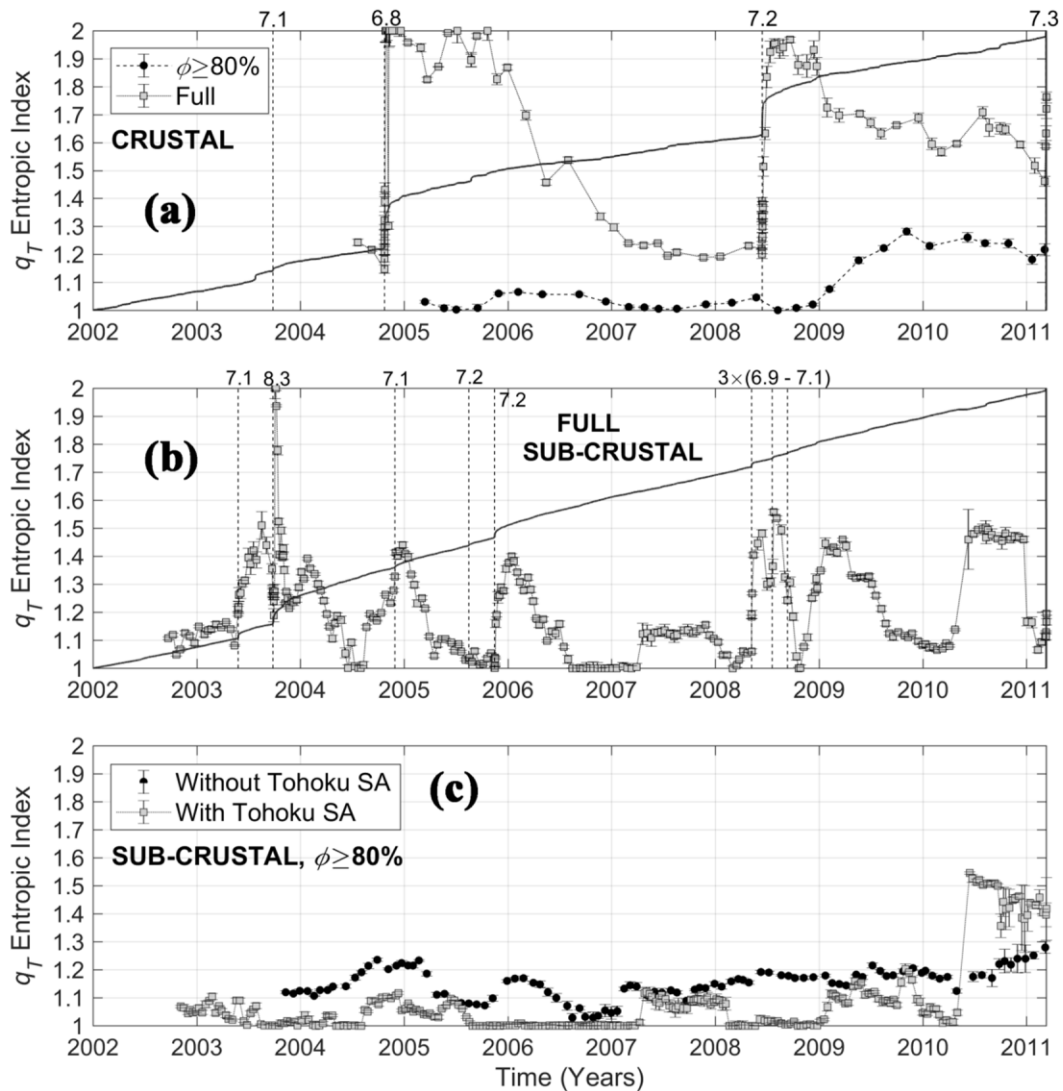 7.1 6.8 7.2 7.3
2
1.9
1.8
1.7
1.6
1.5
1.4
1.3
1.2
1.1
1
qT Entropic Index
ϕ≥80%
Full
CRUSTAL
(a)
2002 2003 2004 2005 2006 2007 2008 2009 2010 2011
7.1 8.3 7.1 7.2 7.2 3×(6.9 - 7.1)
2
1.9
1.8
1.7
1.6
1.5
1.4
1.3
1.2
1.1
1
qT Entropic Index
(b)
FULL
SUB-CRUSTAL
2002 2003 2004 2005 2006 2007 2008 2009 2010 2011
2
1.9
1.8
1.7
1.6
1.5
1.4
1.3
1.2
1.1
1
qT Entropic Index
Without Tohoku SA
With Tohoku SA
(c)
SUB-CRUSTAL, ϕ≥80%
2002 2003 2004 2005 2006 2007 2008 2009 2010 2011
Time (Years)